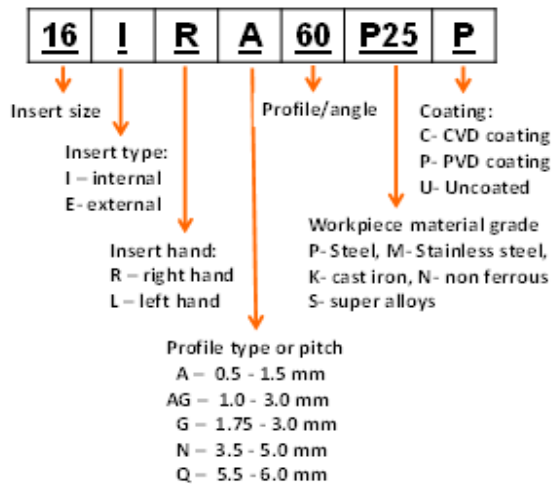 16 I R A 60 P25 P
Insert size
Profile/angle
Coating:
C- CVD coating
P- PVD coating
U- Uncoated
Insert type:
I – internal
E- external
Workpiece material grade
P- Steel, M- Stainless steel,
K- cast iron, N- non ferrous
S- super alloys
Insert hand:
R – right hand
L – left hand
Profile type or pitch
A – 0.5 - 1.5 mm
AG – 1.0 - 3.0 mm
G – 1.75 - 3.0 mm
N – 3.5 - 5.0 mm
Q – 5.5 - 6.0 mm